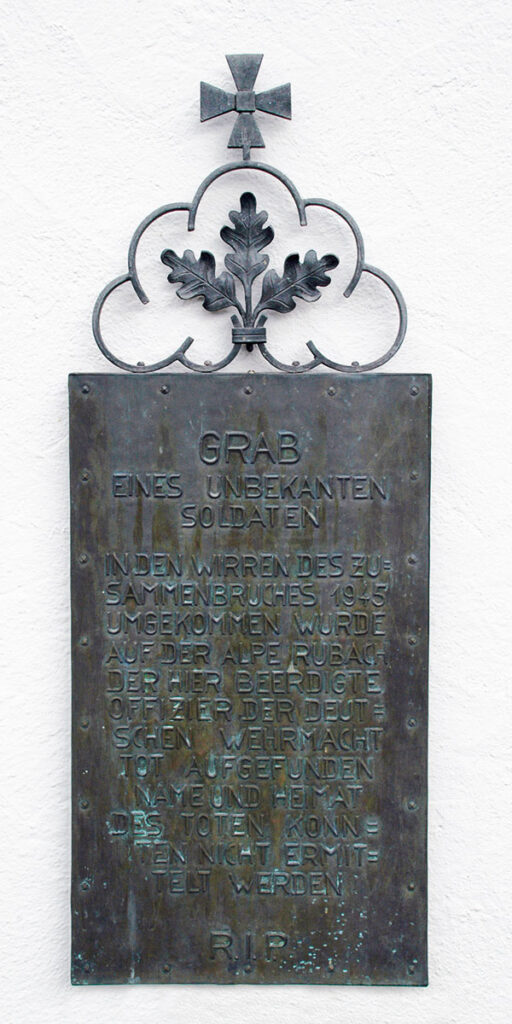 GRAB
EINES UNBEKANTEN
SOLDATEN
IN DEN WIRREN DES ZU=
SAMMENBRUCHES 1945
UMGEKOMMEN WURDE
AUF DER ALPE RUBACH
DER HIER BEERDIGTE
OFFIZIER DER DEUT=
SCHEN WEHRMACHT
TOT AUFGEFUNDEN
NAME UND HEIMAT
DES TOTEN KONN=
TEN NICHT ERMIT=
TELT WERDEN
R.I.P.